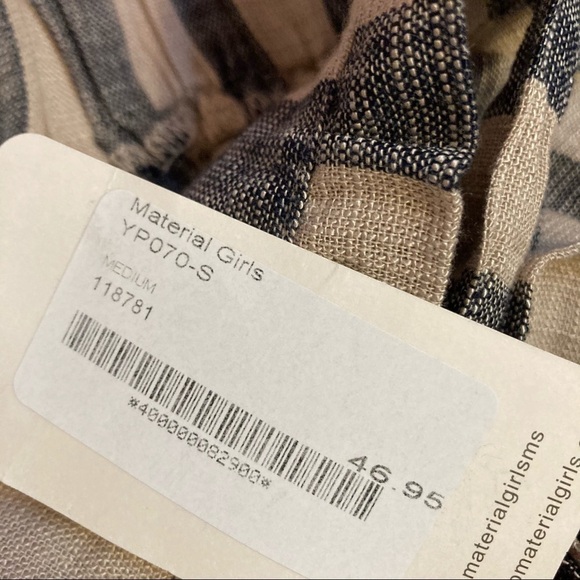 Material Girls
YP070-S
MEDIUM
118781
*400000082900*
46.95
materialgirlsms
materialgirls